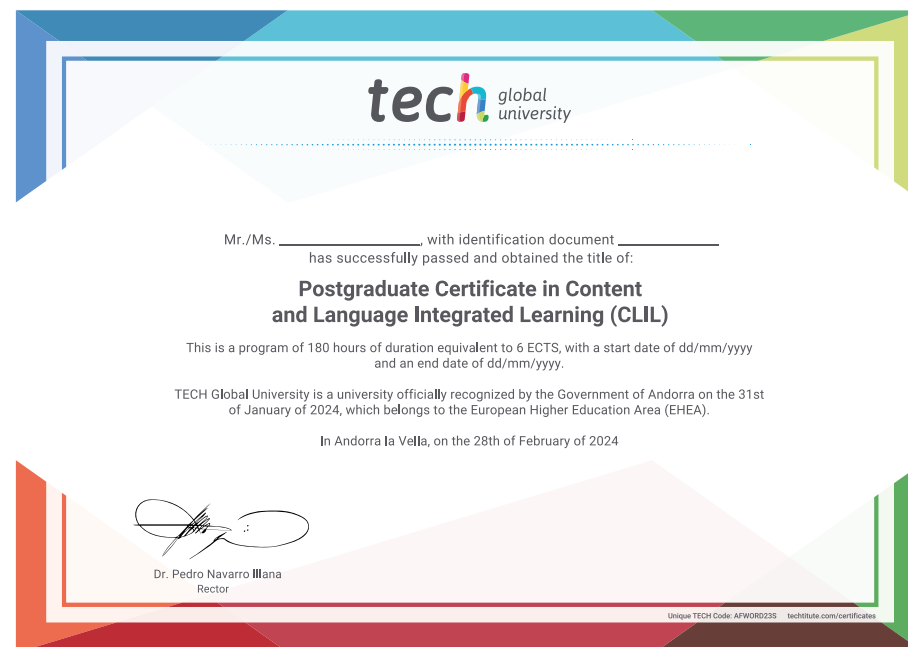 tech global university
Mr./Ms. ____________________, with identification document ______________
has successfully passed and obtained the title of:
Postgraduate Certificate in Content
and Language Integrated Learning (CLIL)
This is a program of 180 hours of duration equivalent to 6 ECTS, with a start date of dd/mm/yyyy
and an end date of dd/mm/yyyy.
TECH Global University is a university officially recognized by the Government of Andorra on the 31st
of January of 2024, which belongs to the European Higher Education Area (EHEA).
In Andorra la Vella, on the 28th of February of 2024
Dr. Pedro Navarro Illana
Rector
Unique TECH Code: AFWORD23S techtitute.com/certificates